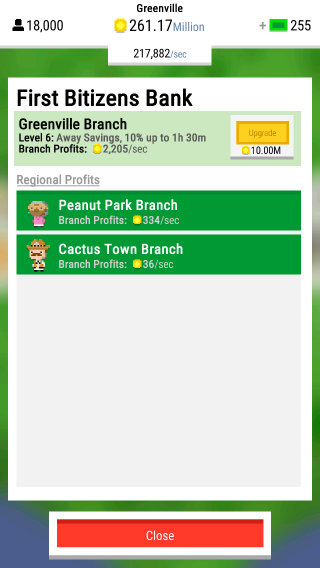 Greenville
18,000
261.17Million
+ 255
217,882/sec
First Bitizens Bank
Greenville Branch
Level 6: Away Savings, 10% up to 1h 30m
Branch Profits: 2,205/sec
Upgrade
10.00M
Regional Profits
Peanut Park Branch
Branch Profits: 334/sec
Cactus Town Branch
Branch Profits: 36/sec
Close